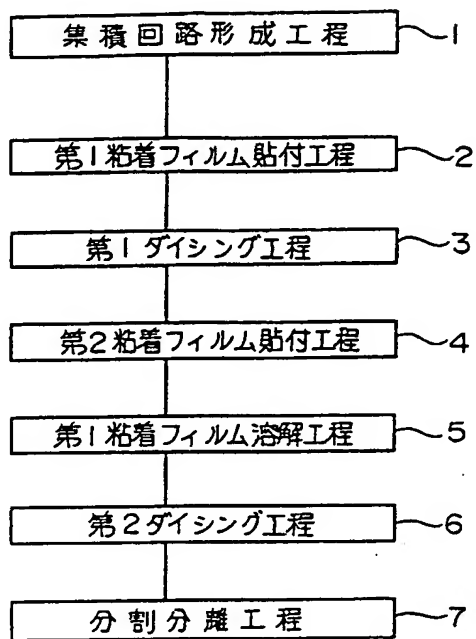 集積回路形成工程 1
第1粘着フィルム貼付工程 2
第1ダイシング工程 3
第2粘着フィルム貼付工程 4
第1粘着フィルム溶解工程 5
第2ダイシング工程 6
分割分離工程 7